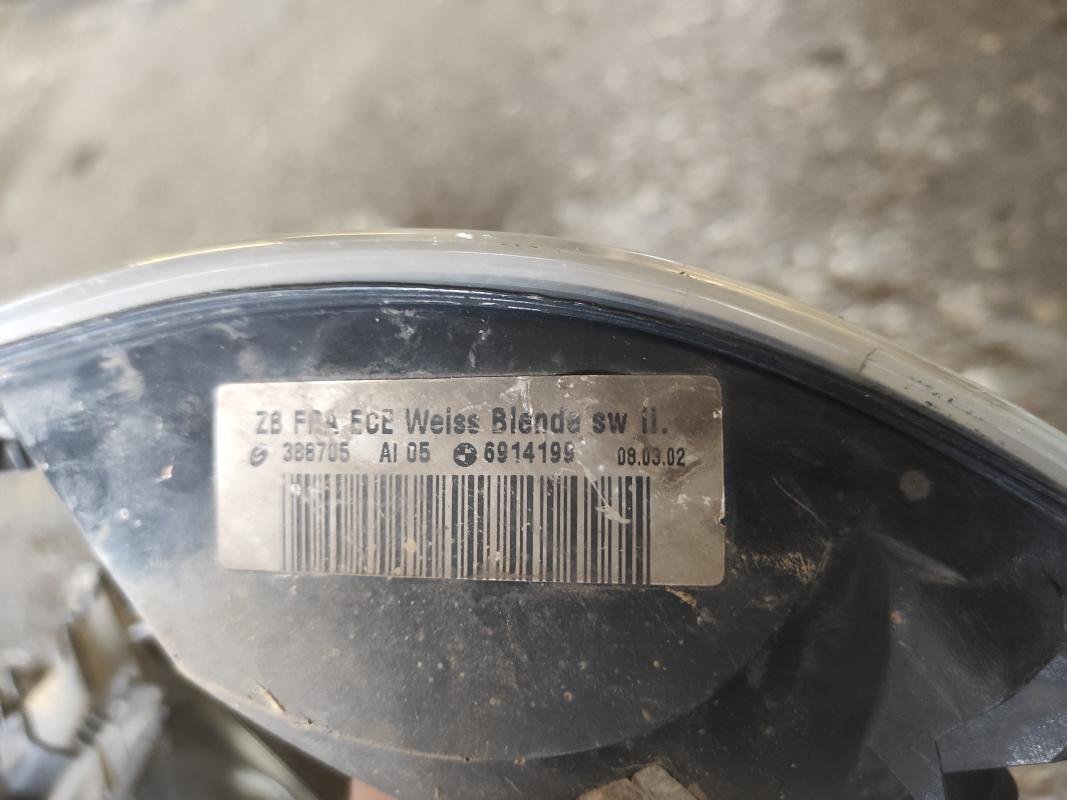 ZB FRA ECE Weiss Blende sw li.
388705 AI 05 6914199 08.03.02